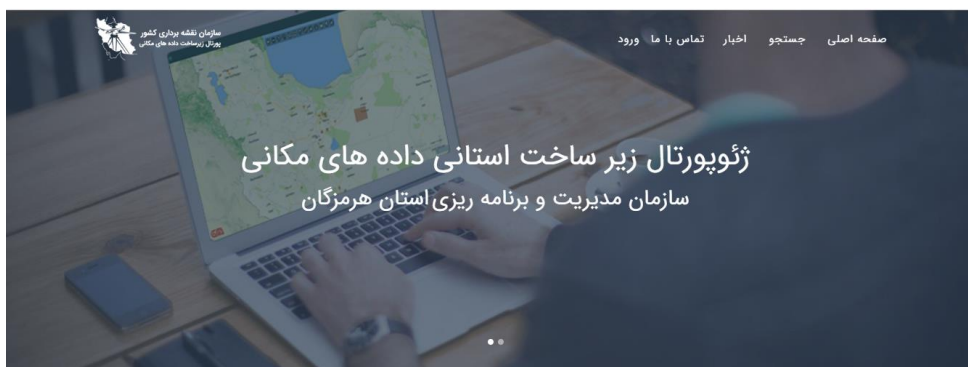 صفحه اصلی جستجو اخبار تماس با ما ورود
سازمان نقشه برداری کشور
پورتال زیرساخت داده های مکانی
ژئوپورتال زیر ساخت استانی داده های مکانی
سازمان مدیریت و برنامه ریزی استان هرمزگان